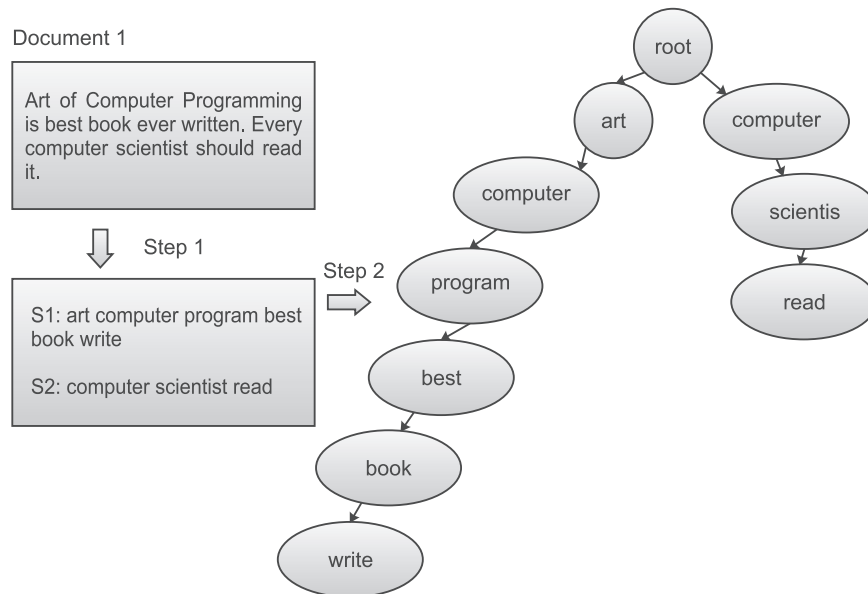 Document 1
Art of Computer Programming
is best book ever written. Every
computer scientist should read
it.
Step 1
S1: art computer program best
book write
S2: computer scientist read
Step 2
root
art
computer
computer
scientis
program
read
best
book
write